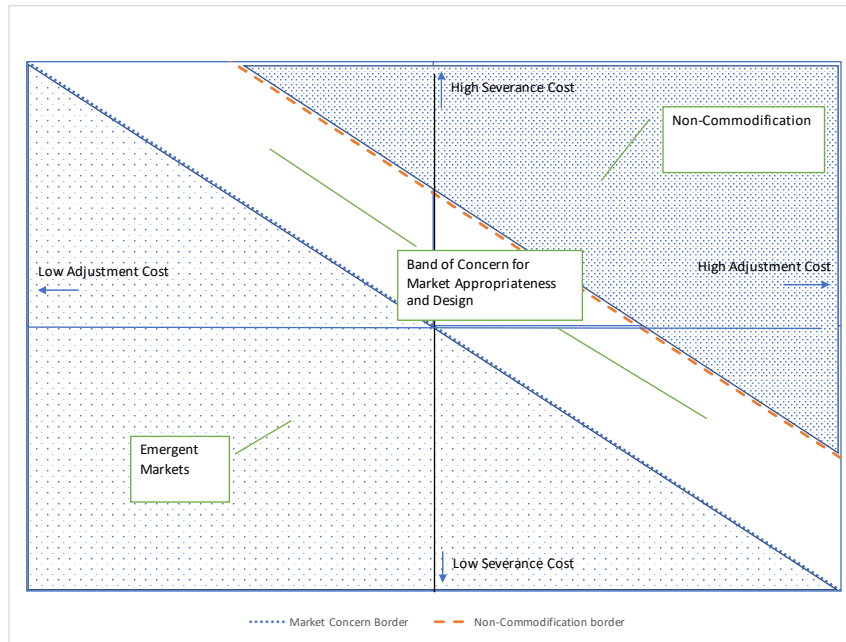 High Severance Cost
Non-Commodification
Low Adjustment Cost
Band of Concern for
Market Appropriateness
and Design
High Adjustment Cost
Emergent
Markets
Low Severance Cost
Market Concern Border
Non-Commodification border